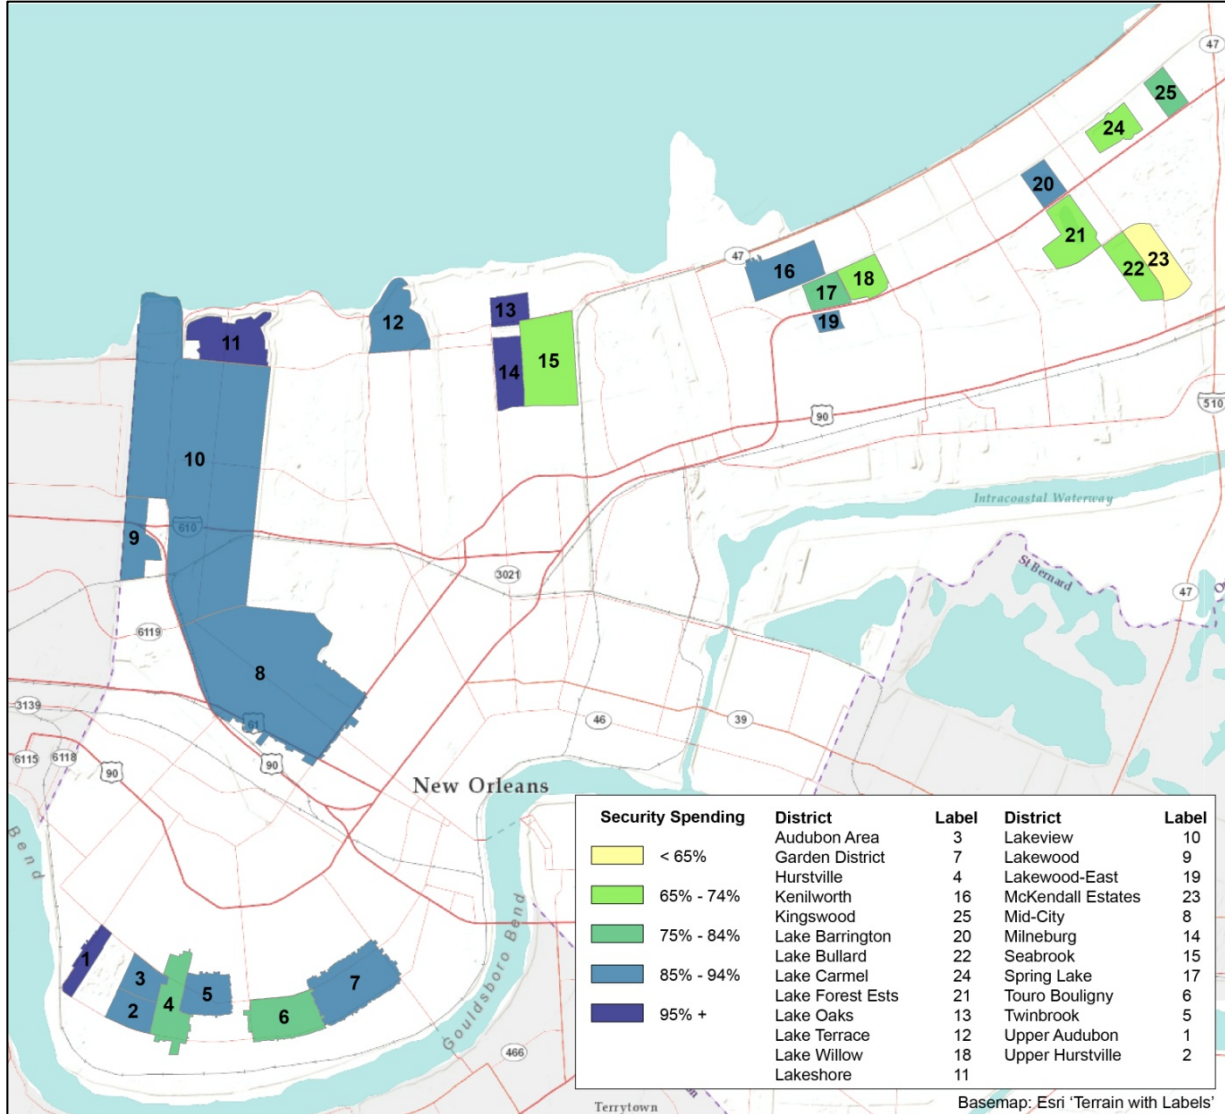 47
25
24
20
21
22
23
47
16
18
17
19
13
12
11
15
14
90
510
10
Intracoastal Waterway
610
9
3021
St Bernard
47
6119
8
3139
61
46
39
6115
6118
90
90
New Orleans
Bend
Gouldsboro Bend
1
3
2
4
5
6
7
466
Terrytown
Security Spending
< 65%
65% - 74%
75% - 84%
85% - 94%
95% +
District Label District Label
Audubon Area 3 Lakeview 10
Garden District 7 Lakewood 9
Hurstville 4 Lakewood-East 19
Kenilworth 16 McKendall Estates 23
Kingswood 25 Mid-City 8
Lake Barrington 20 Milneburg 14
Lake Bullard 22 Seabrook 15
Lake Carmel 24 Spring Lake 17
Lake Forest Ests 21 Touro Bouligny 6
Lake Oaks 13 Twinbrook 5
Lake Terrace 12 Upper Audubon 1
Lake Willow 18 Upper Hurstville 2
Lakeshore 11
Basemap: Esri 'Terrain with Labels'